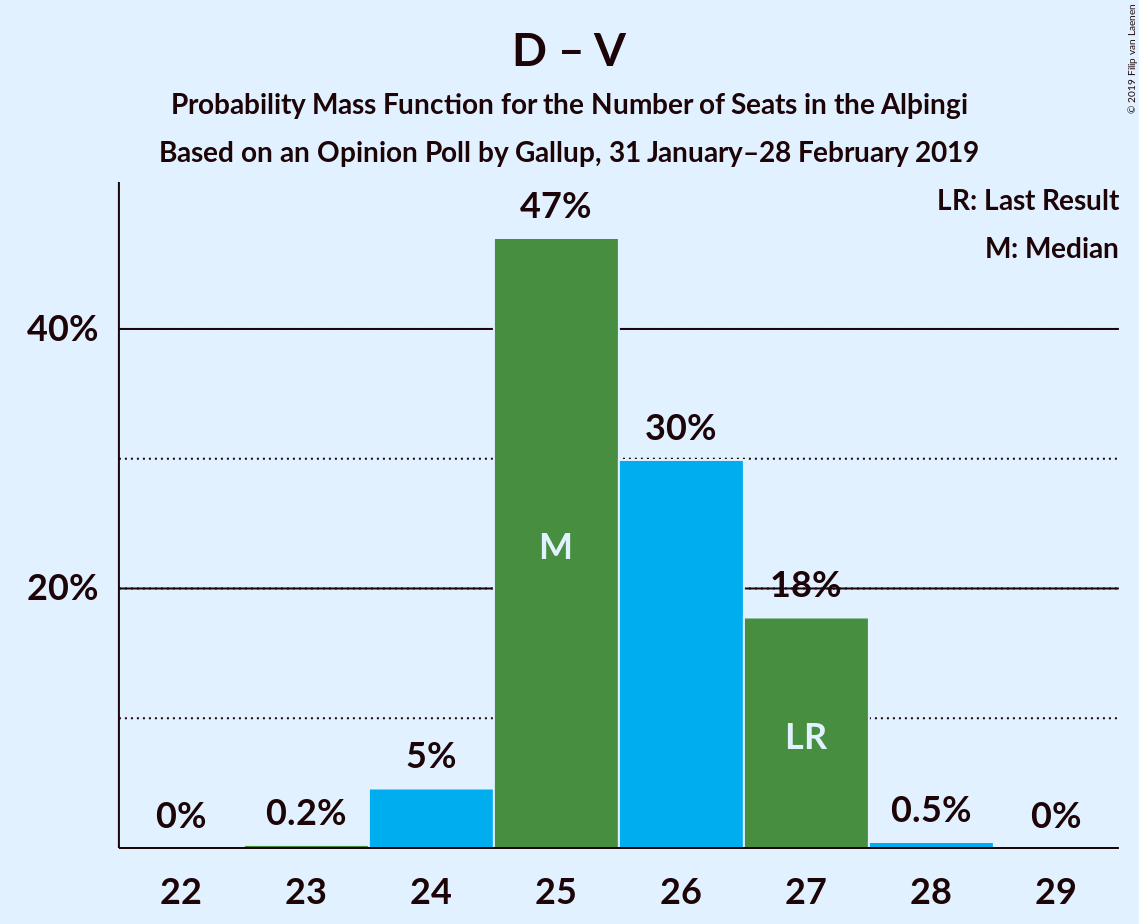 D – V
Probability Mass Function for the Number of Seats in the Alþingi
Based on an Opinion Poll by Gallup, 31 January–28 February 2019
© 2019 Filip van Laenen
LR: Last Result
M: Median
47%
40%
30%
M
20%
18%
LR
5%
0%
0.2%
0.5%
0%
22 23 24 25 26 27 28 29